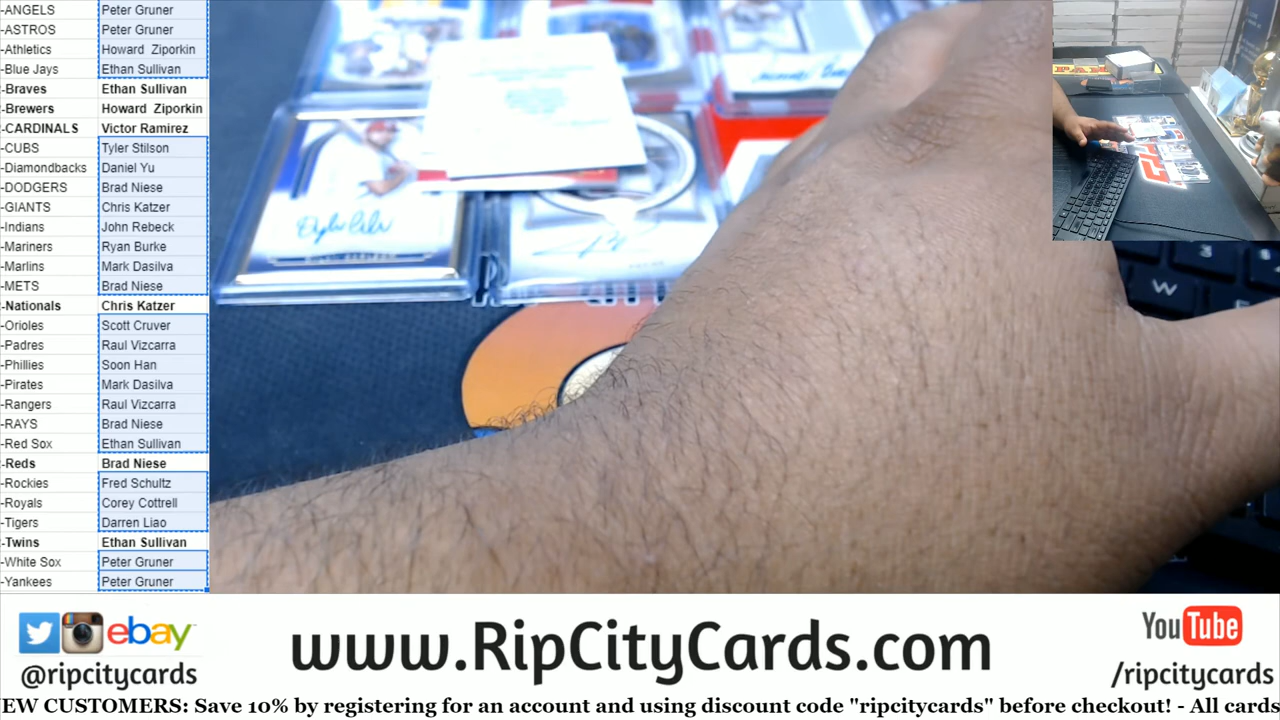 -ANGELS Peter Gruner
-ASTROS Peter Gruner
-Athletics Howard Ziporkin
-Blue Jays Ethan Sullivan
-Braves Ethan Sullivan
-Brewers Howard Ziporkin
-CARDINALS Victor Ramirez
-CUBS Tyler Stilson
-Diamondbacks Daniel Yu
-DODGERS Brad Niese
-GIANTS Chris Katzer
-Indians John Rebeck
-Mariners Ryan Burke
-Marlins Mark Dasilva
-METS Brad Niese
-Nationals Chris Katzer
-Orioles Scott Cruver
-Padres Raul Vizcarra
-Phillies Soon Han
-Pirates Mark Dasilva
-Rangers Raul Vizcarra
-RAYS Brad Niese
-Red Sox Ethan Sullivan
-Reds Brad Niese
-Rockies Fred Schultz
-Royals Corey Cottrell
-Tigers Darren Liao
-Twins Ethan Sullivan
-White Sox Peter Gruner
-Yankees Peter Gruner
W
ebay
@ripcitycards
www.RipCityCards.com
YouTube
/ripcitycards
EW CUSTOMERS: Save 10% by registering for an account and using discount code "ripcitycards" before checkout! - All cards